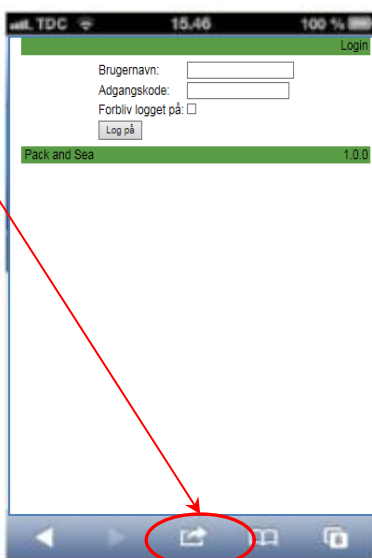 TDC 15.46 100 %
Login
Brugernavn:
Adgangskode:
Forbliv logget på:
Log på
Pack and Sea 1.0.0